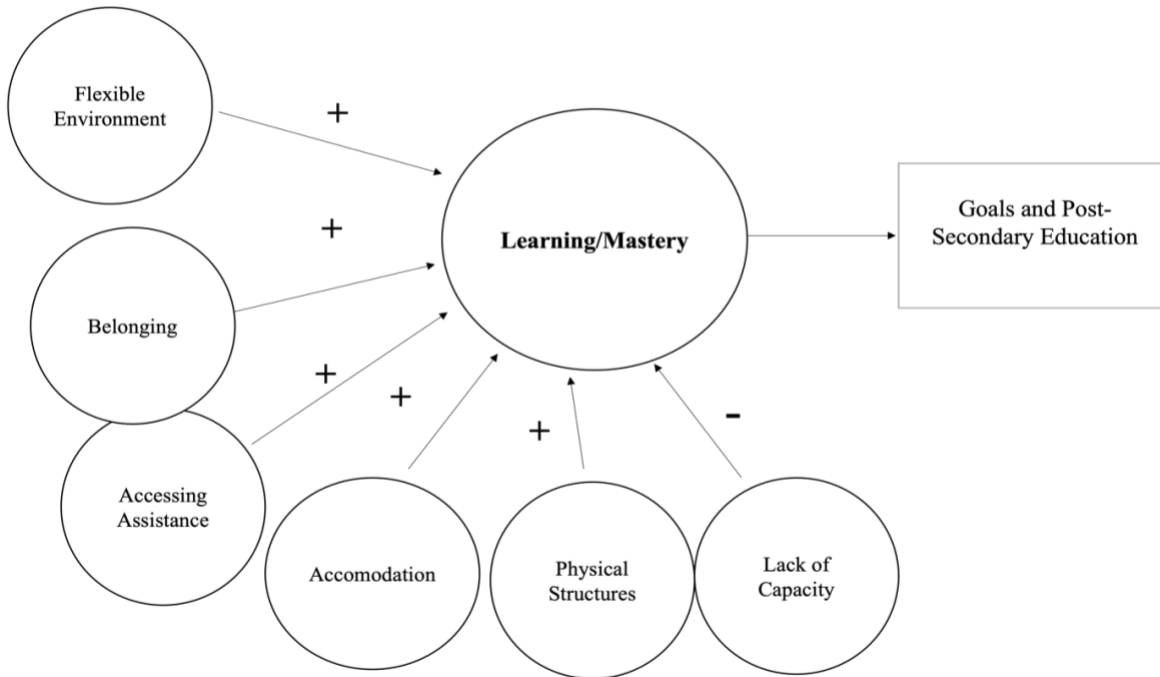 Flexible
Environment
+
Learning/Mastery
Goals and Post-
Secondary Education
+
Belonging
+
+
+
-
Accessing
Assistance
Accomodation
Physical
Structures
Lack of
Capacity